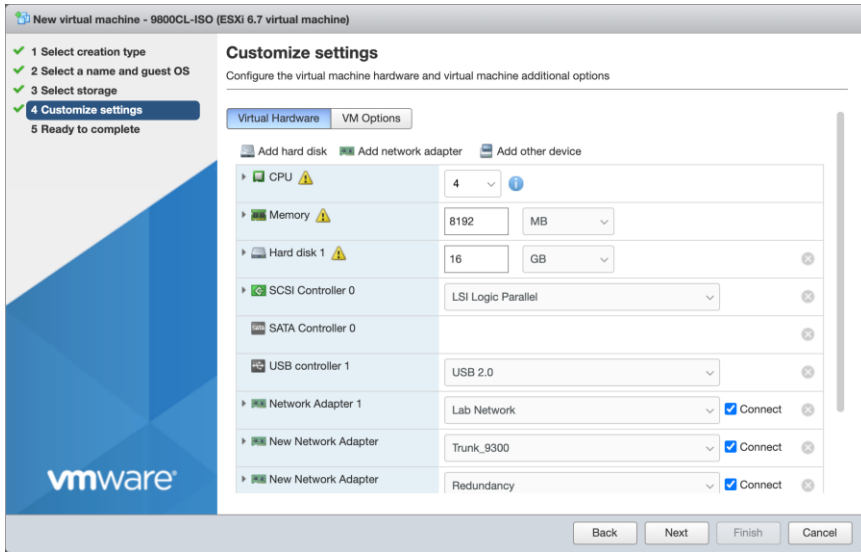 New virtual machine - 9800CL-ISO (ESXi 6.7 virtual machine)
1 Select creation type
2 Select a name and guest OS
3 Select storage
4 Customize settings
5 Ready to complete
vmware®
Customize settings
Configure the virtual machine hardware and virtual machine additional options
Virtual Hardware VM Options
Add hard disk Add network adapter Add other device
CPU 4
Memory 8192 MB
Hard disk 1 16 GB
SCSI Controller 0 LSI Logic Parallel
SATA SATA Controller 0
USB controller 1 USB 2.0
Network Adapter 1 Lab Network Connect
New Network Adapter Trunk_9300 Connect
New Network Adapter Redundancy Connect
Back Next Finish Cancel